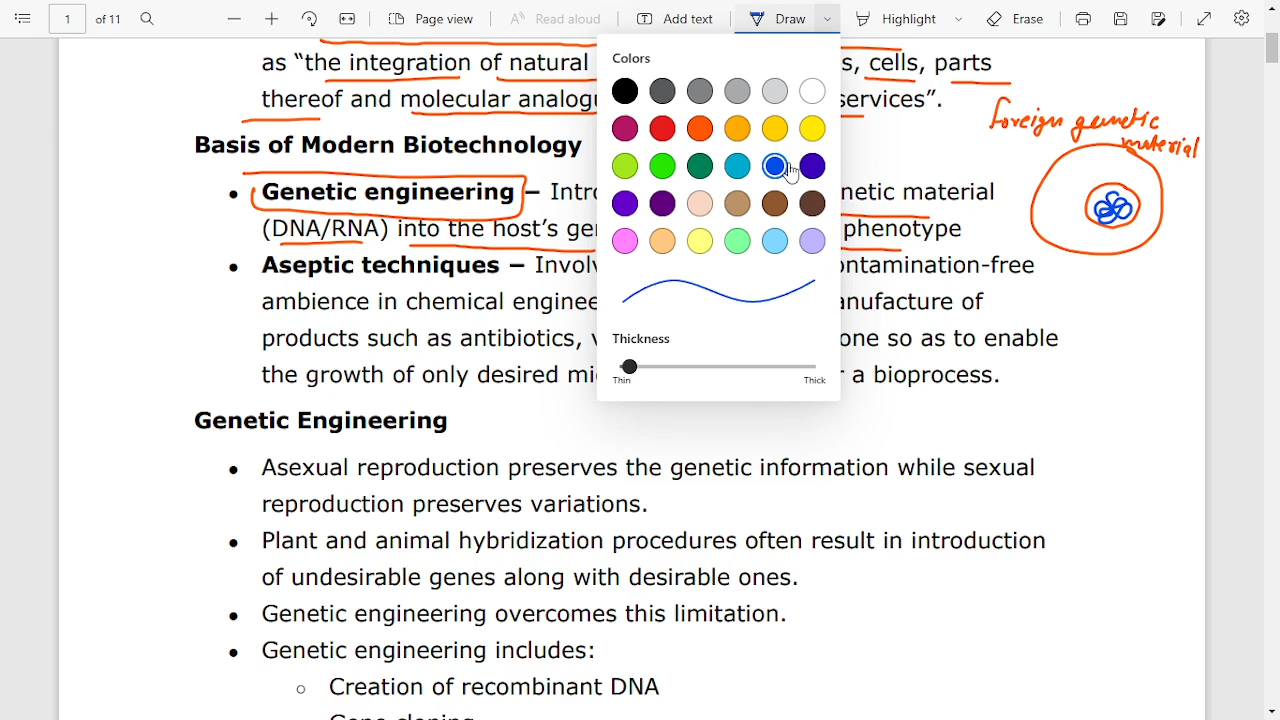 1 of 11 Page view Read aloud Add text Draw Highlight Erase
Colors
as “the integration of natural s, cells, parts
thereof and molecular analogu services”.
foreign genetic
material
Basis of Modern Biotechnology
• Genetic engineering – Intro netic material
(DNA/RNA) into the host’s ge phenotype
• Aseptic techniques – Involv ontamination-free
ambience in chemical enginee anufacture of
products such as antibiotics, v one so as to enable
Thickness
the growth of only desired mi r a bioprocess.
Thin Thick
Genetic Engineering
• Asexual reproduction preserves the genetic information while sexual
reproduction preserves variations.
• Plant and animal hybridization procedures often result in introduction
of undesirable genes along with desirable ones.
• Genetic engineering overcomes this limitation.
• Genetic engineering includes:
○ Creation of recombinant DNA
Gene cloning